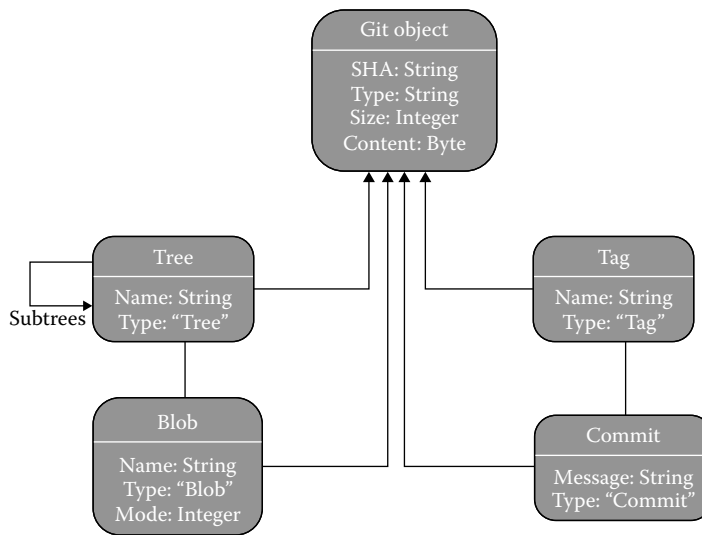 Git object
SHA: String
Type: String
Size: Integer
Content: Byte
Tree
Name: String
Type: “Tree”
Subtrees
Tag
Name: String
Type: “Tag”
Blob
Name: String
Type: “Blob”
Mode: Integer
Commit
Message: String
Type: “Commit”